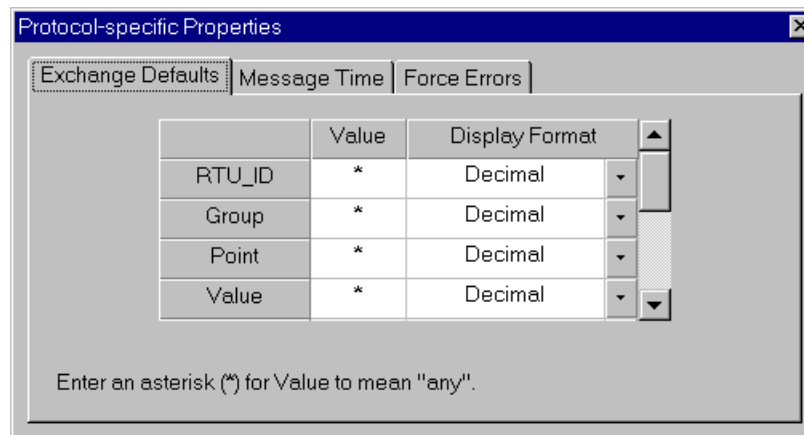 Protocol-specific Properties
Exchange Defaults Message Time Force Errors
Value Display Format
RTU_ID * Decimal
Group * Decimal
Point * Decimal
Value * Decimal
Enter an asterisk (*) for Value to mean "any".